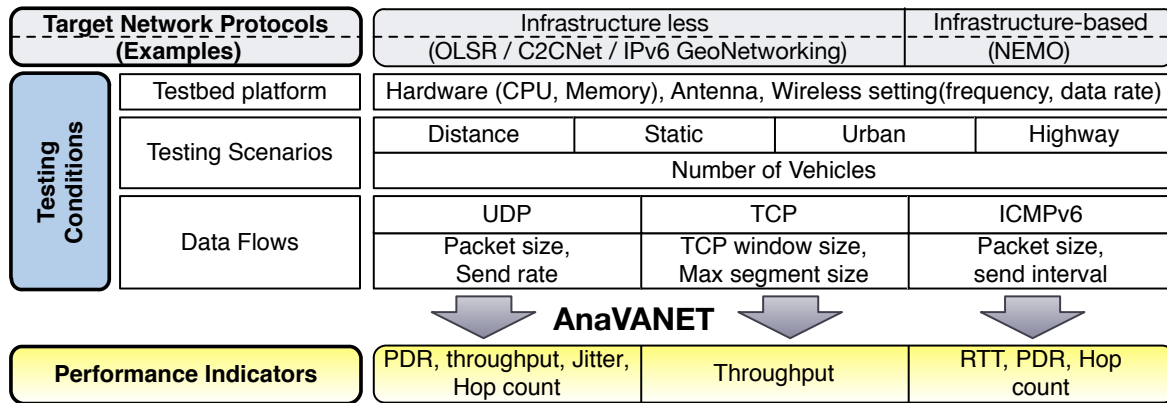 Target Network Protocols
(Examples)
Infrastructure less
(OLSR / C2CNet / IPv6 GeoNetworking)
Infrastructure-based
(NEMO)
Testing
Conditions
Testbed platform
Hardware (CPU, Memory), Antenna, Wireless setting(frequency, data rate)
Testing Scenarios
Distance
Static
Urban
Highway
Number of Vehicles
Data Flows
UDP
TCP
ICMPv6
Packet size,
Send rate
TCP window size,
Max segment size
Packet size,
send interval
AnaVANET
Performance Indicators
PDR, throughput, Jitter,
Hop count
Throughput
RTT, PDR, Hop
count